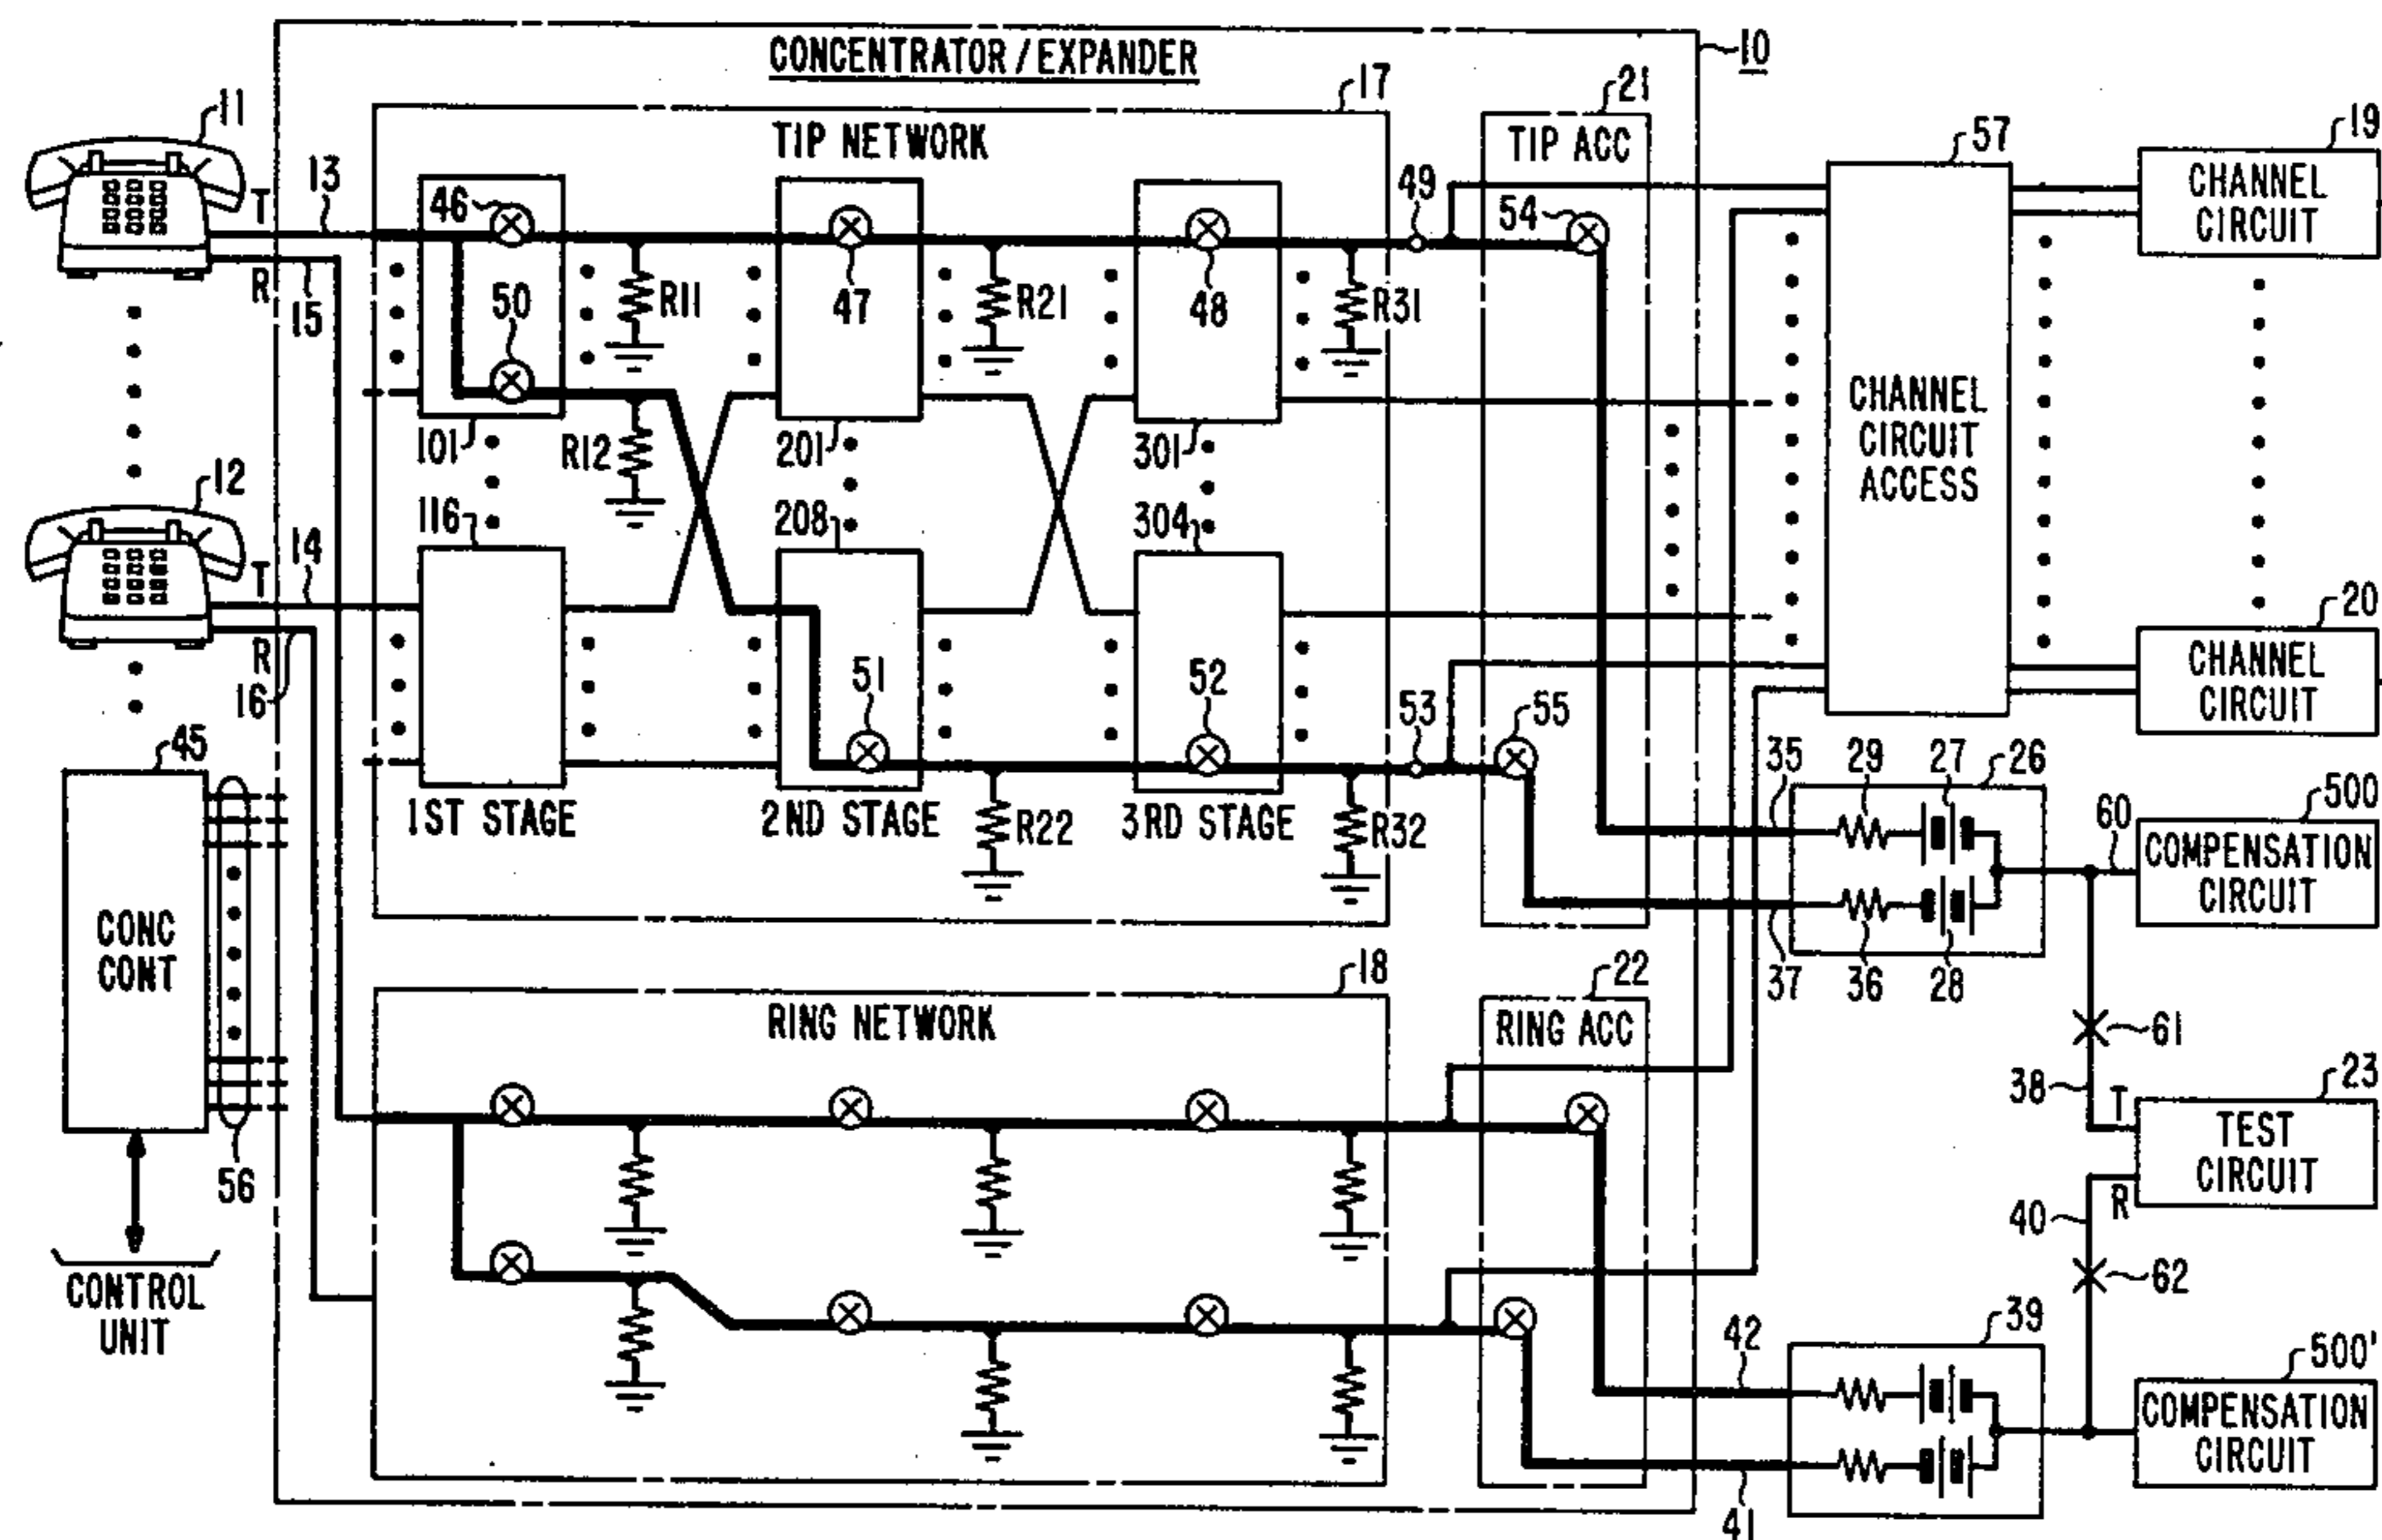 CONCENTRATOR/EXPANDER
10
11
T
13
R
15
12
T
14
R
16
45
CONC
CONT
56
CONTROL
UNIT
17
TIP NETWORK
46
50
R11
R12
101
116
1ST STAGE
47
201
208
51
2ND STAGE
R21
R22
48
301
304
52
3RD STAGE
R31
R32
49
53
21
TIP ACC
54
55
57
CHANNEL
CIRCUIT
ACCESS
19
CHANNEL
CIRCUIT
20
CHANNEL
CIRCUIT
35
29
27
26
37
36
28
60
500
COMPENSATION
CIRCUIT
61
38
T
23
TEST
CIRCUIT
R
40
62
18
RING NETWORK
22
RING ACC
42
41
39
500'
COMPENSATION
CIRCUIT